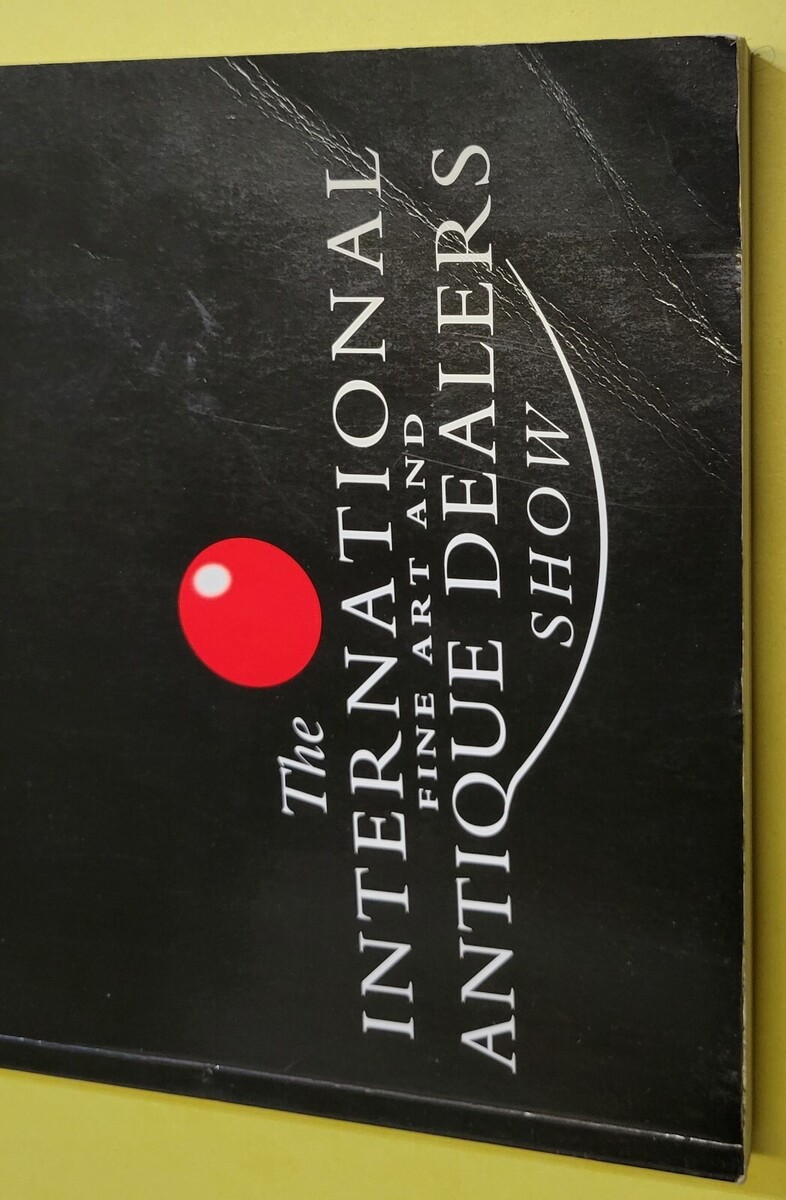 The
INTERNATIONAL
FINE ART AND
ANTIQUE DEALERS
SHOW